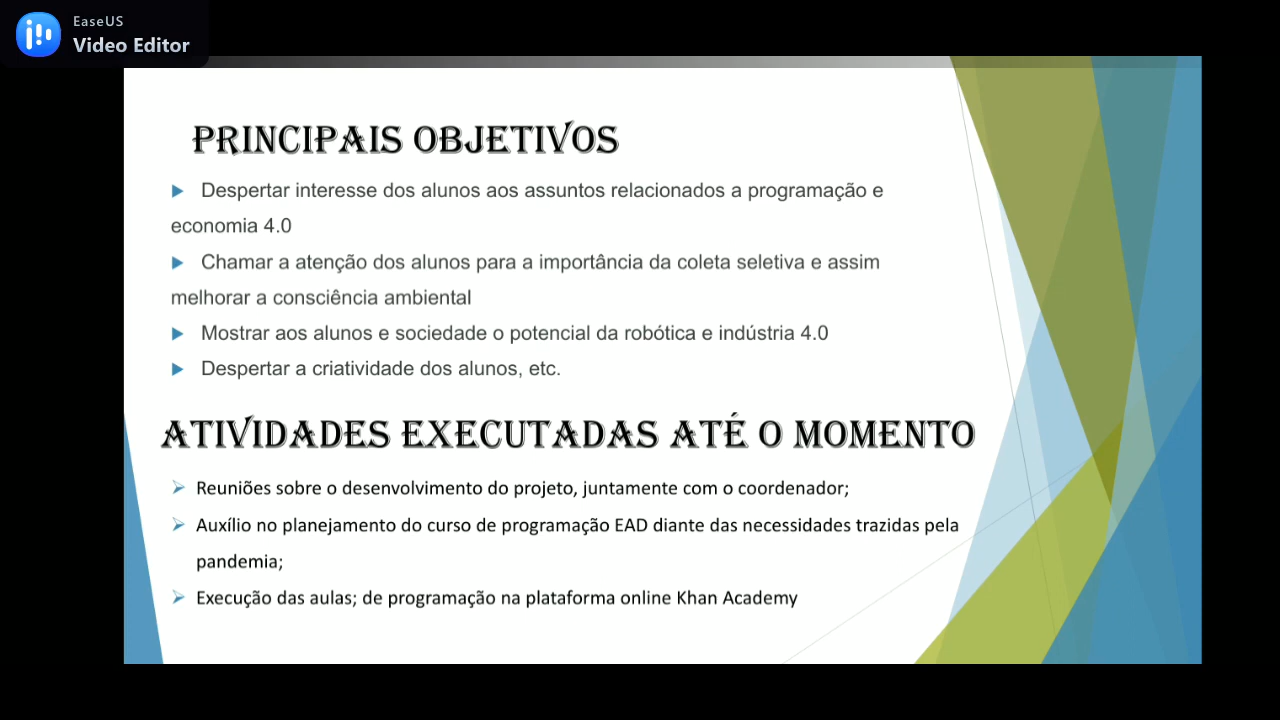 EaseUS
Video Editor
PRINCIPAIS OBJETIVOS
Despertar interesse dos alunos aos assuntos relacionados a programação e
economia 4.0
Chamar a atenção dos alunos para a importância da coleta seletiva e assim
melhorar a consciência ambiental
Mostrar aos alunos e sociedade o potencial da robótica e indústria 4.0
Despertar a criatividade dos alunos, etc.
ATIVIDADES EXECUTADAS ATÉ O MOMENTO
Reuniões sobre o desenvolvimento do projeto, juntamente com o coordenador;
Auxílio no planejamento do curso de programação EAD diante das necessidades trazidas pela
pandemia;
Execução das aulas; de programação na plataforma online Khan Academy